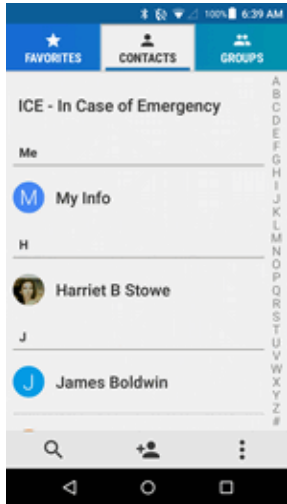 100% 6:39 AM
FAVORITES CONTACTS GROUPS
ICE - In Case of Emergency
Me
M My Info
H
Harriet B Stowe
J
J James Boldwin
A
B
C
D
E
F
G
H
I
J
K
L
M
N
O
P
Q
R
S
T
U
V
W
X
Y
Z
#